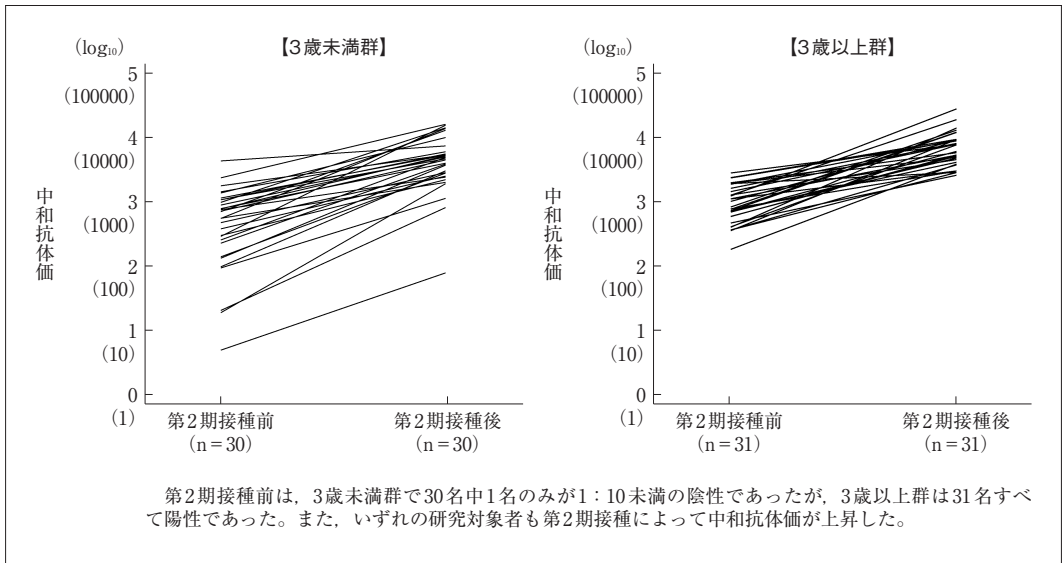 【3歳未満群】
(log₁₀)
5
(100000)
4
(10000)
3
(1000)
2
(100)
1
(10)
0
(1)
中和抗体価
第2期接種前
(n=30)
第2期接種後
(n=30)
【3歳以上群】
(log₁₀)
5
(100000)
4
(10000)
3
(1000)
2
(100)
1
(10)
0
(1)
中和抗体価
第2期接種前
(n=31)
第2期接種後
(n=31)
第2期接種前は，3歳未満群で30名中1名のみが1：10未満の陰性であったが，3歳以上群は31名すべ
て陽性であった。また，いずれの研究対象者も第2期接種によって中和抗体価が上昇した。